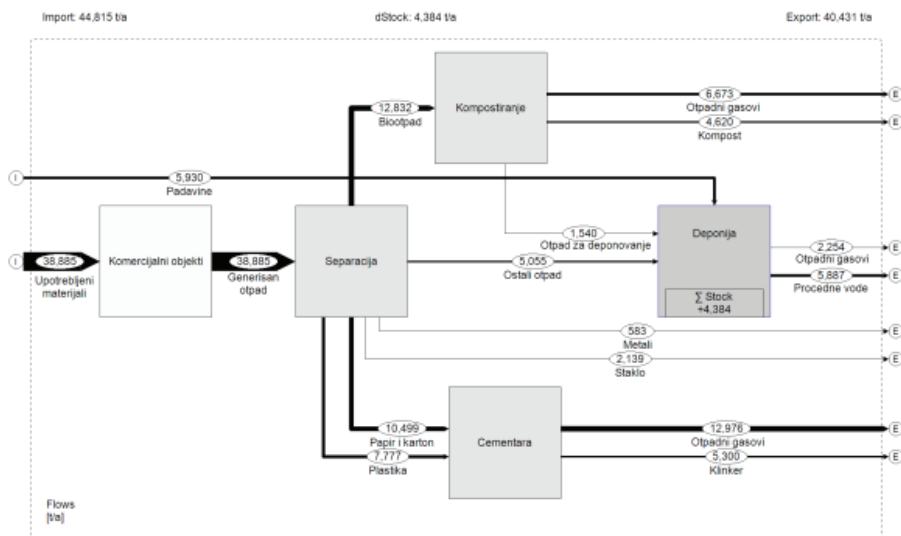 Import: 44,815 t/a
dStock: 4,384 t/a
Export: 40,431 t/a
12,832
Biootpad
Kompostiranje
6,673
Otpadni gasovi
E
4,620
Kompost
E
I
5,930
Padavine
I
38,885
Upotrebljeni
materijali
Komercijalni objekti
38,885
Generisan
otpad
Separacija
1,540
Otpad za deponovanje
5,055
Ostali otpad
Deponija
∑ Stock
+4,384
2,254
Otpadni gasovi
E
5,887
Procedne vode
E
583
Metali
E
2,139
Staklo
E
10,499
Papir i karton
7,777
Plastika
Cementara
12,976
Otpadni gasovi
E
5,300
Klinker
E
Flows
[t/a]